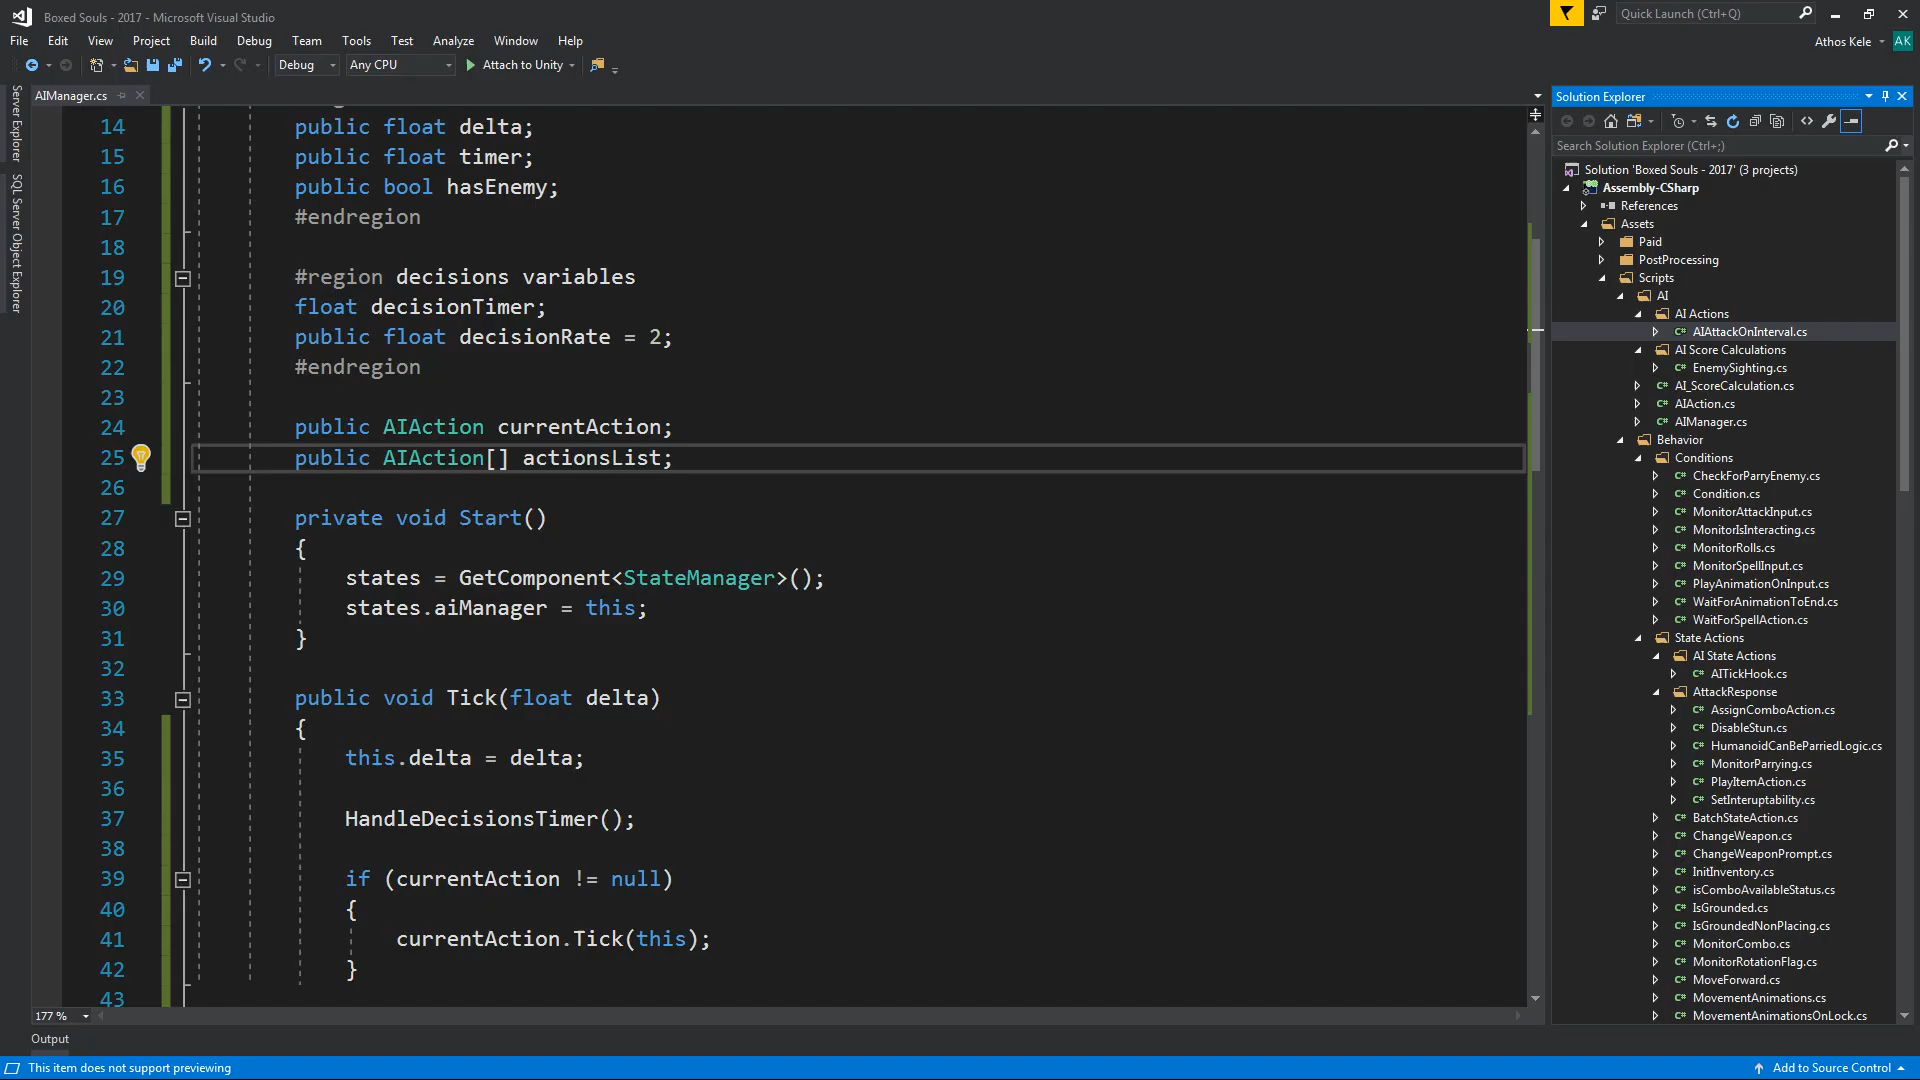 Boxed Souls - 2017 - Microsoft Visual Studio
Quick Launch (Ctrl+Q)
File Edit View Project Build Debug Team Tools Test Analyze Window Help
Athos Kele AK
Debug Any CPU Attach to Unity
Server Explorer
SQL Server Object Explorer
AIManager.cs
14 public float delta;
15 public float timer;
16 public bool hasEnemy;
17 #endregion
18
19 #region decisions variables
20 float decisionTimer;
21 public float decisionRate = 2;
22 #endregion
23
24 public AIAction currentAction;
25 public AIAction[] actionsList;
26
27 private void Start()
28 {
29 states = GetComponent<StateManager>();
30 states.aiManager = this;
31 }
32
33 public void Tick(float delta)
34 {
35 this.delta = delta;
36
37 HandleDecisionsTimer();
38
39 if (currentAction != null)
40 {
41 currentAction.Tick(this);
42 }
43
177 %
Output
Solution Explorer
Search Solution Explorer (Ctrl+;)
Solution 'Boxed Souls - 2017' (3 projects)
Assembly-CSharp
References
Assets
Paid
PostProcessing
Scripts
AI
AI Actions
C# AIAttackOnInterval.cs
AI Score Calculations
C# EnemySighting.cs
C# AI_ScoreCalculation.cs
C# AIAction.cs
C# AIManager.cs
Behavior
Conditions
C# CheckForParryEnemy.cs
C# Condition.cs
C# MonitorAttackInput.cs
C# MonitorIsInteracting.cs
C# MonitorRolls.cs
C# MonitorSpellInput.cs
C# PlayAnimationOnInput.cs
C# WaitForAnimationToEnd.cs
C# WaitForSpellAction.cs
State Actions
AI State Actions
C# AITickHook.cs
AttackResponse
C# AssignComboAction.cs
C# DisableStun.cs
C# HumanoidCanBeParriedLogic.cs
C# MonitorParrying.cs
C# PlayItemAction.cs
C# SetInteruptability.cs
C# BatchStateAction.cs
C# ChangeWeapon.cs
C# ChangeWeaponPrompt.cs
C# InitInventory.cs
C# isComboAvailableStatus.cs
C# IsGrounded.cs
C# IsGroundedNonPlacing.cs
C# MonitorCombo.cs
C# MonitorRotationFlag.cs
C# MoveForward.cs
C# MovementAnimations.cs
C# MovementAnimationsOnLock.cs
This item does not support previewing
Add to Source Control